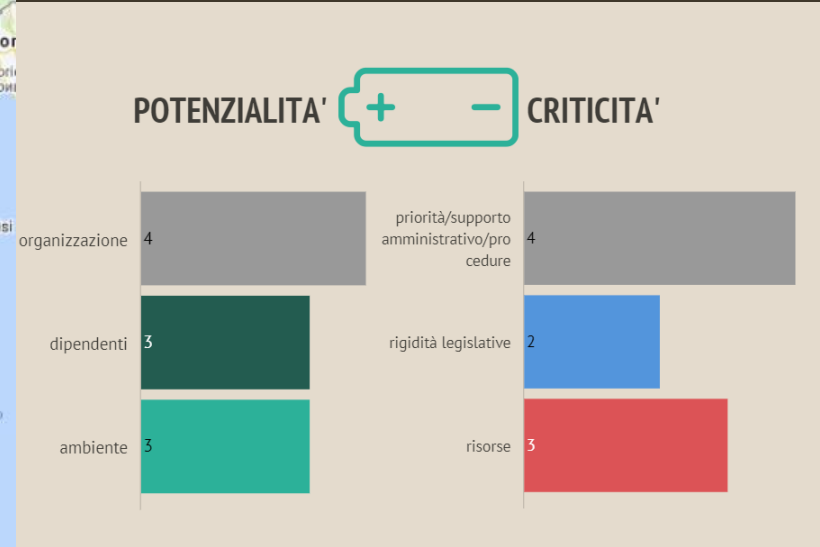 POTENZIALITA'
+
−
CRITICITA'
organizzazione
4
dipendenti
3
ambiente
3
priorità/supporto
amministrativo/pro
cedure
4
rigidità legislative
2
risorse
3